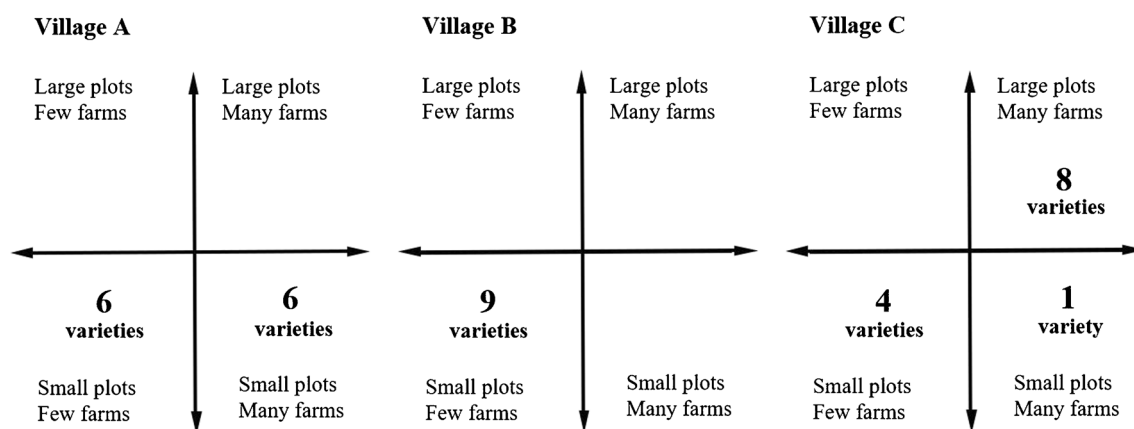 Village A
Large plots
Few farms
Large plots
Many farms
6
varieties
6
varieties
Small plots
Few farms
Small plots
Many farms
Village B
Large plots
Few farms
Large plots
Many farms
9
varieties
Small plots
Few farms
Small plots
Many farms
Village C
Large plots
Few farms
Large plots
Many farms
8
varieties
4
varieties
1
variety
Small plots
Few farms
Small plots
Many farms